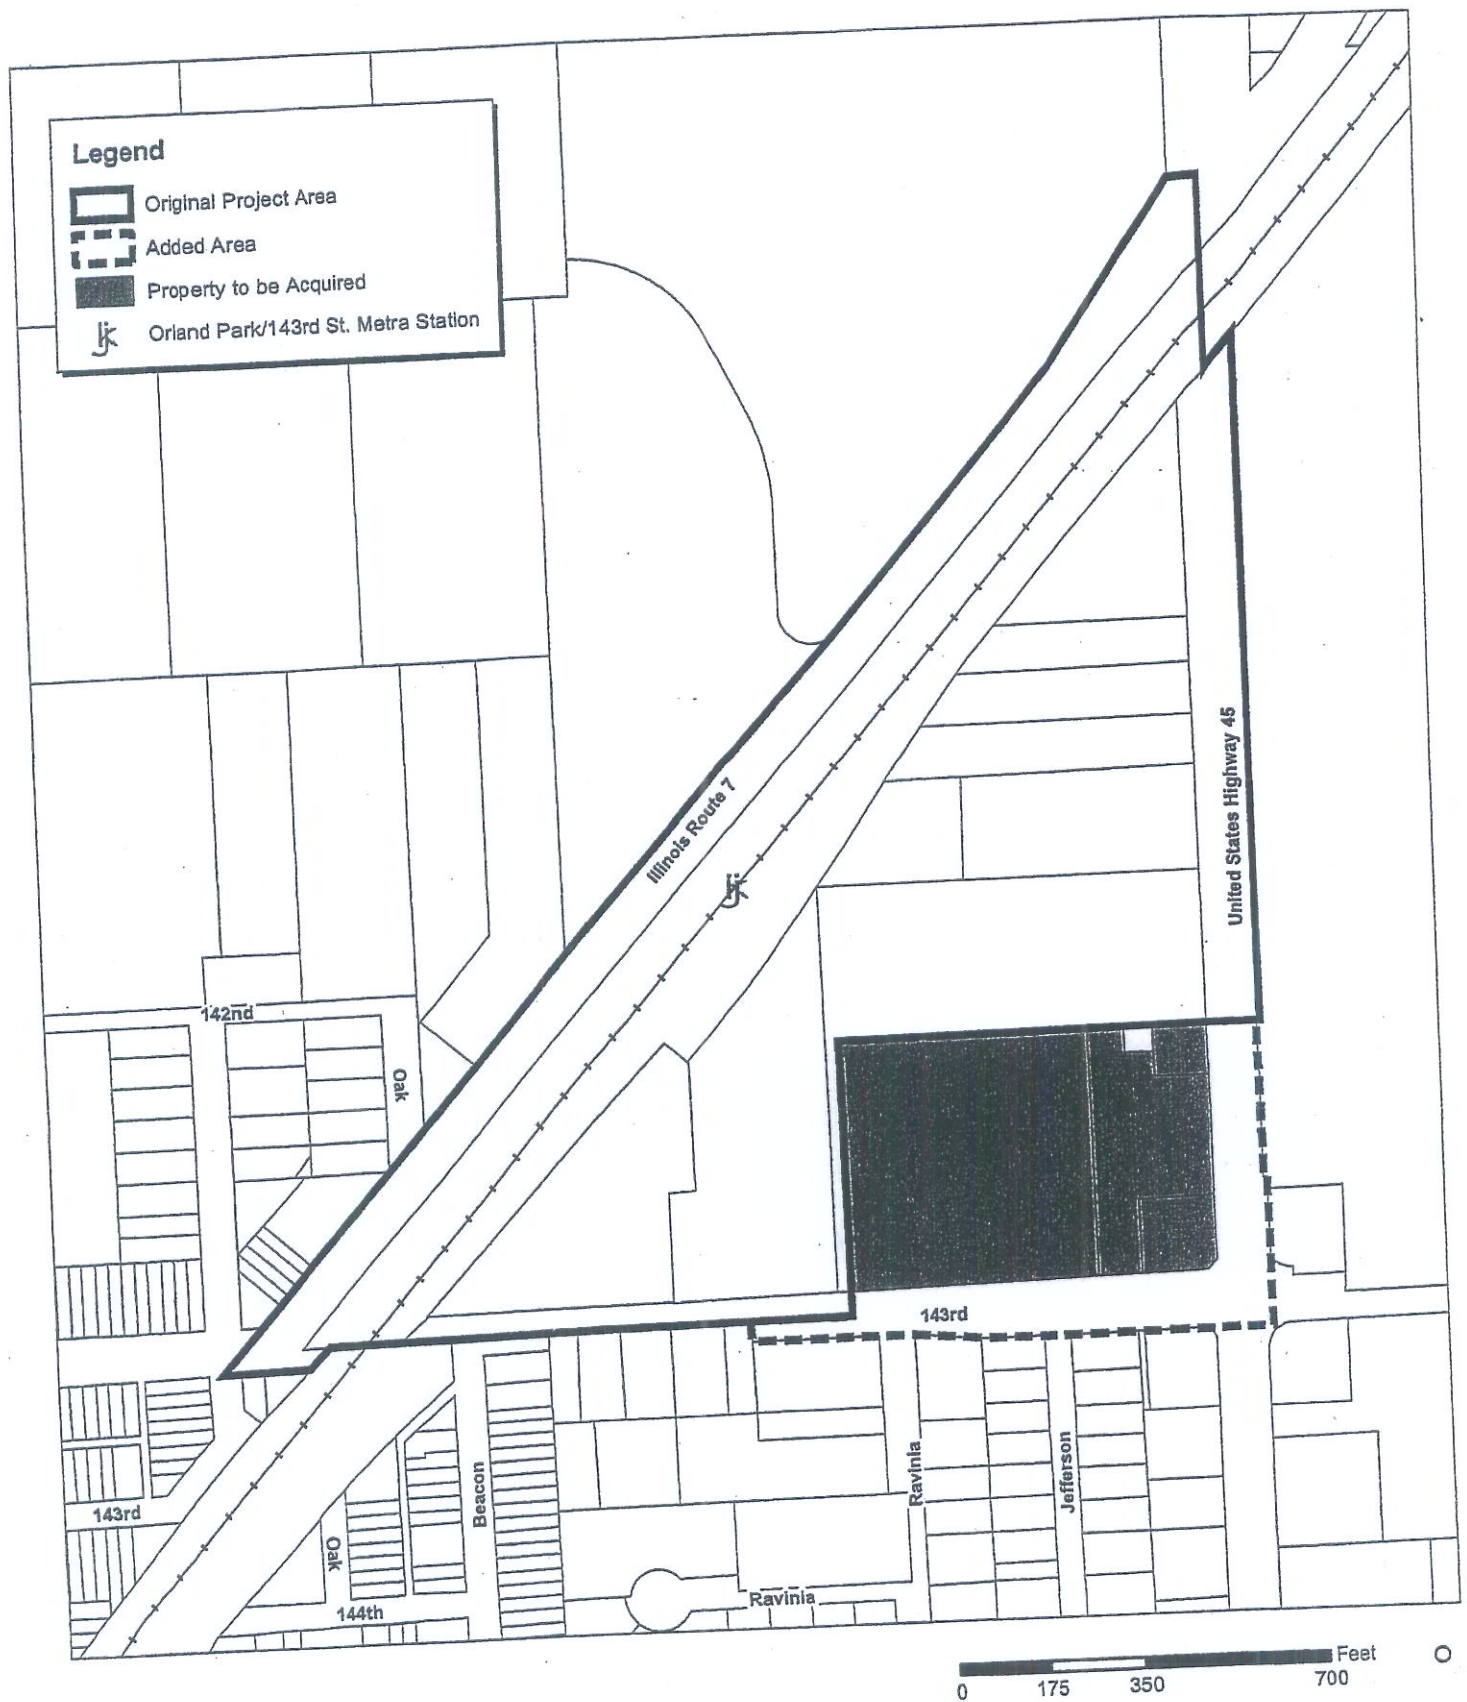 Legend
Original Project Area
Added Area
Property to be Acquired
Orland Park/143rd St. Metra Station
Illinois Route 7
United States Highway 45
142nd
Oak
143rd
Ravinia
Jefferson
Beacon
143rd
Oak
144th
Ravinia
Feet
0 175 350 700